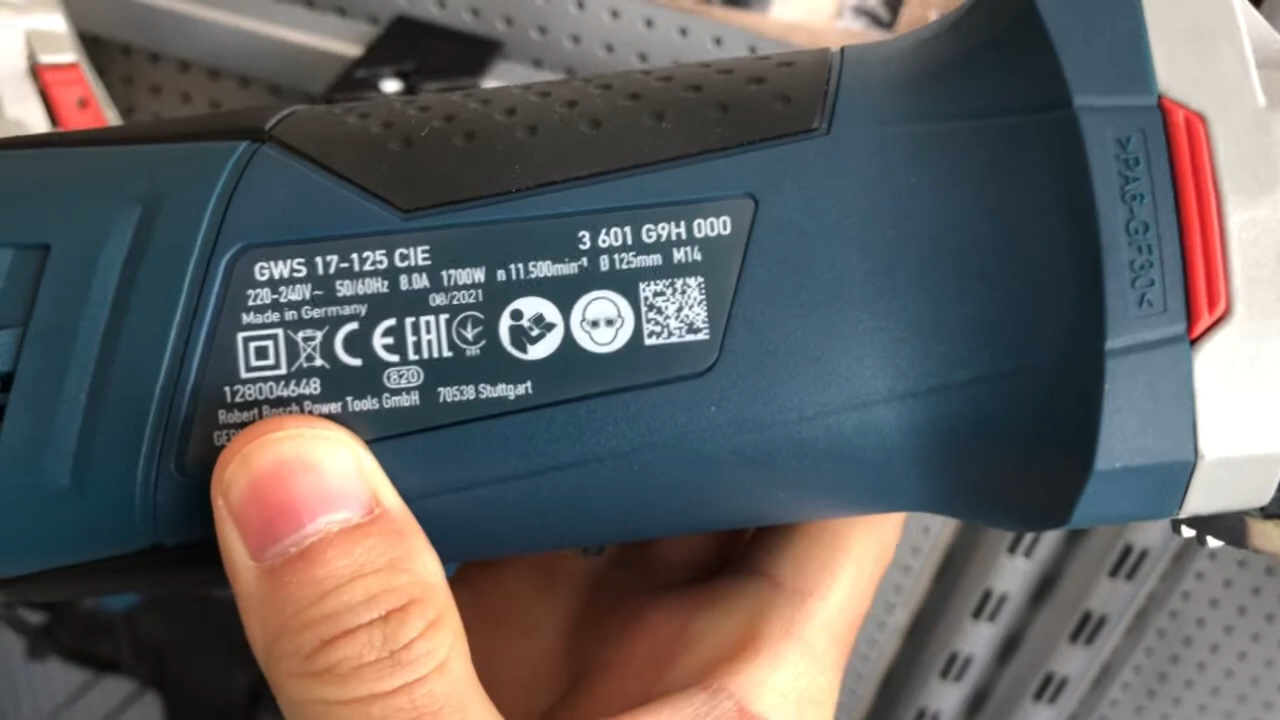 GWS 17-125 CIE
3 601 G9H 000
220-240V~ 50/60Hz 8.0A 1700W n 11.500min⁻¹ Ø 125mm M14
Made in Germany 08/2021
CE EAC
128004648 820
Robert Bosch Power Tools GmbH 70538 Stuttgart
>PA6-GF30<